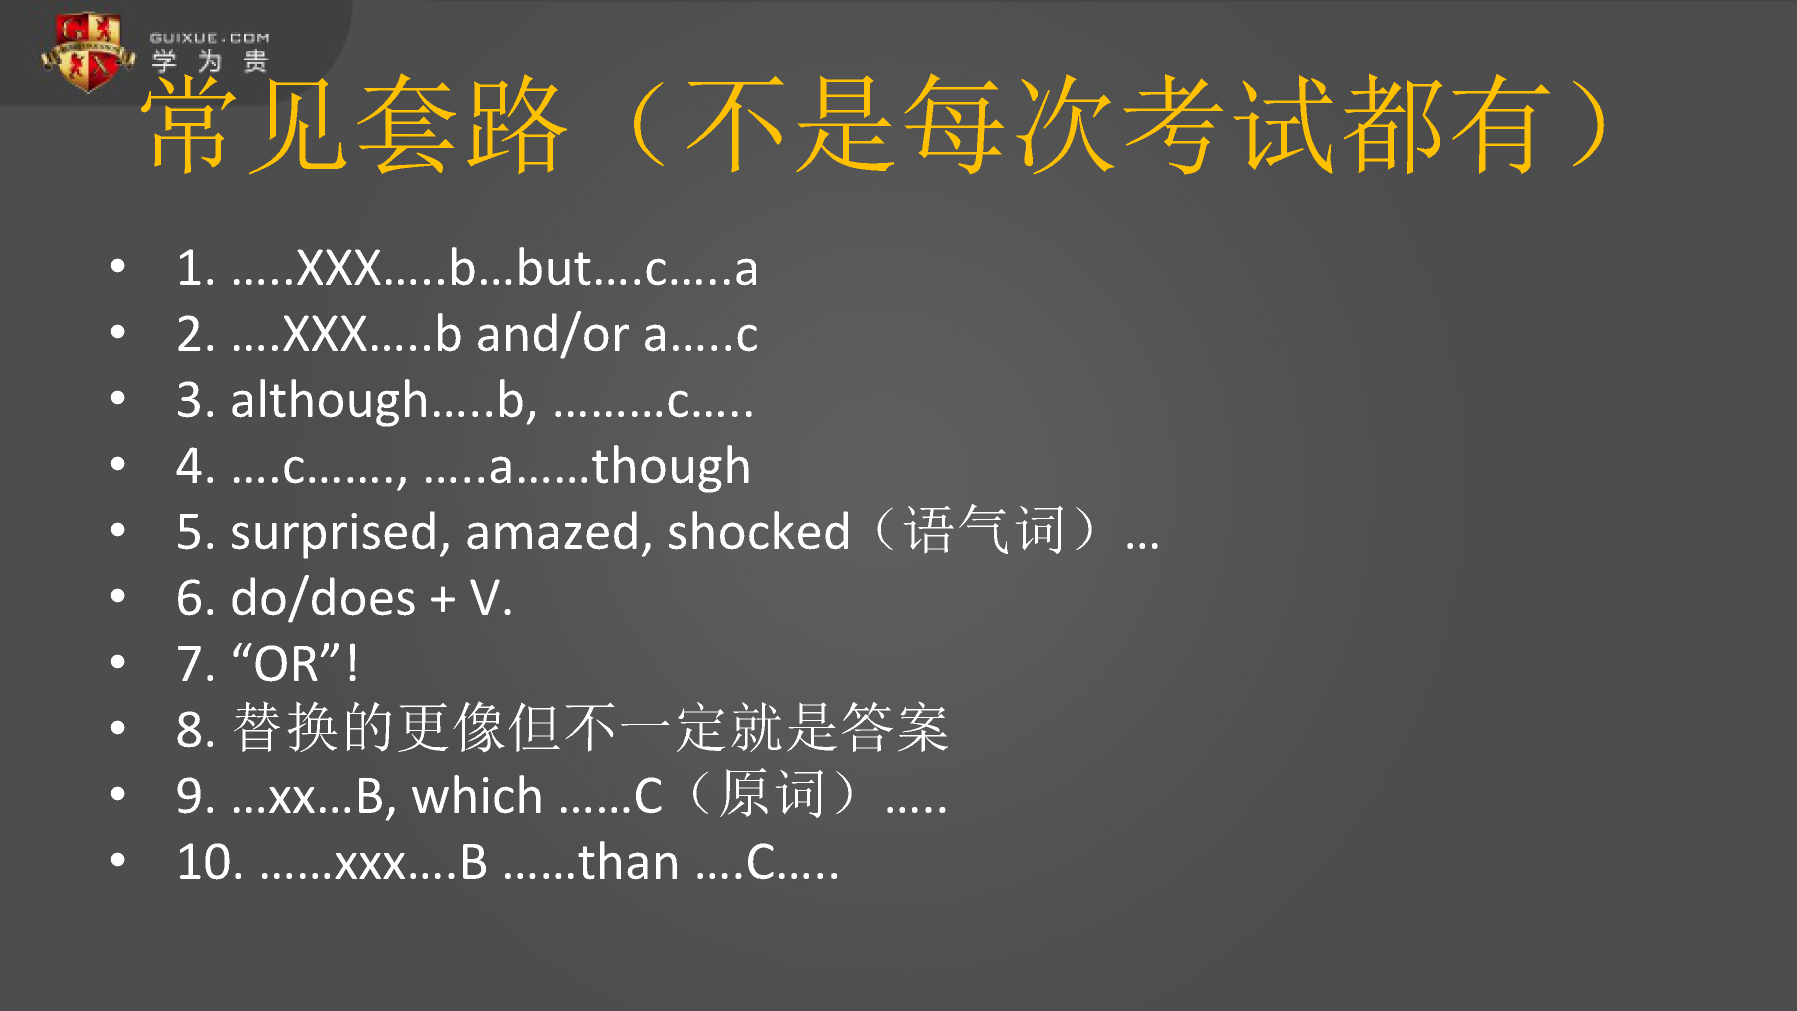 GUIXUE.COM
学为贵
常见套路（不是每次考试都有）
• 1. …..XXX…..b…but….c…..a
• 2. ….XXX…..b and/or a…..c
• 3. although…..b, ………c…..
• 4. ….c……., …..a……though
• 5. surprised, amazed, shocked（语气词）…
• 6. do/does + V.
• 7. “OR”!
• 8. 替换的更像但不一定就是答案
• 9. …xx…B, which ……C（原词）…..
• 10. ……xxx….B ……than ….C…..